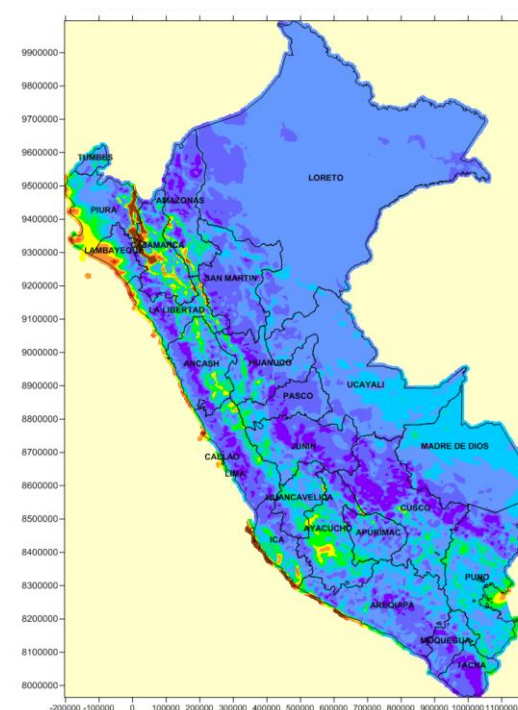 9900000
9800000
9700000
9600000
TUMBES
9500000
LORETO
AMAZONAS
PIURA
9400000
CAJAMARCA
LAMBAYEQUE
9300000
SAN MARTIN
9200000
LA LIBERTAD
9100000
9000000
ANCASH
HUANUCO
8900000
UCAYALI
PASCO
8800000
JUNIN
MADRE DE DIOS
8700000
CALLAO
LIMA
8600000
HUANCAVELICA
CUSCO
8500000
AYACUCHO
APURIMAC
ICA
8400000
PUNO
8300000
AREQUIPA
8200000
MOQUEGUA
8100000
TACNA
8000000
-200000 -100000 0 100000 200000 300000 400000 500000 600000 700000 800000 900000 1000000 1100000